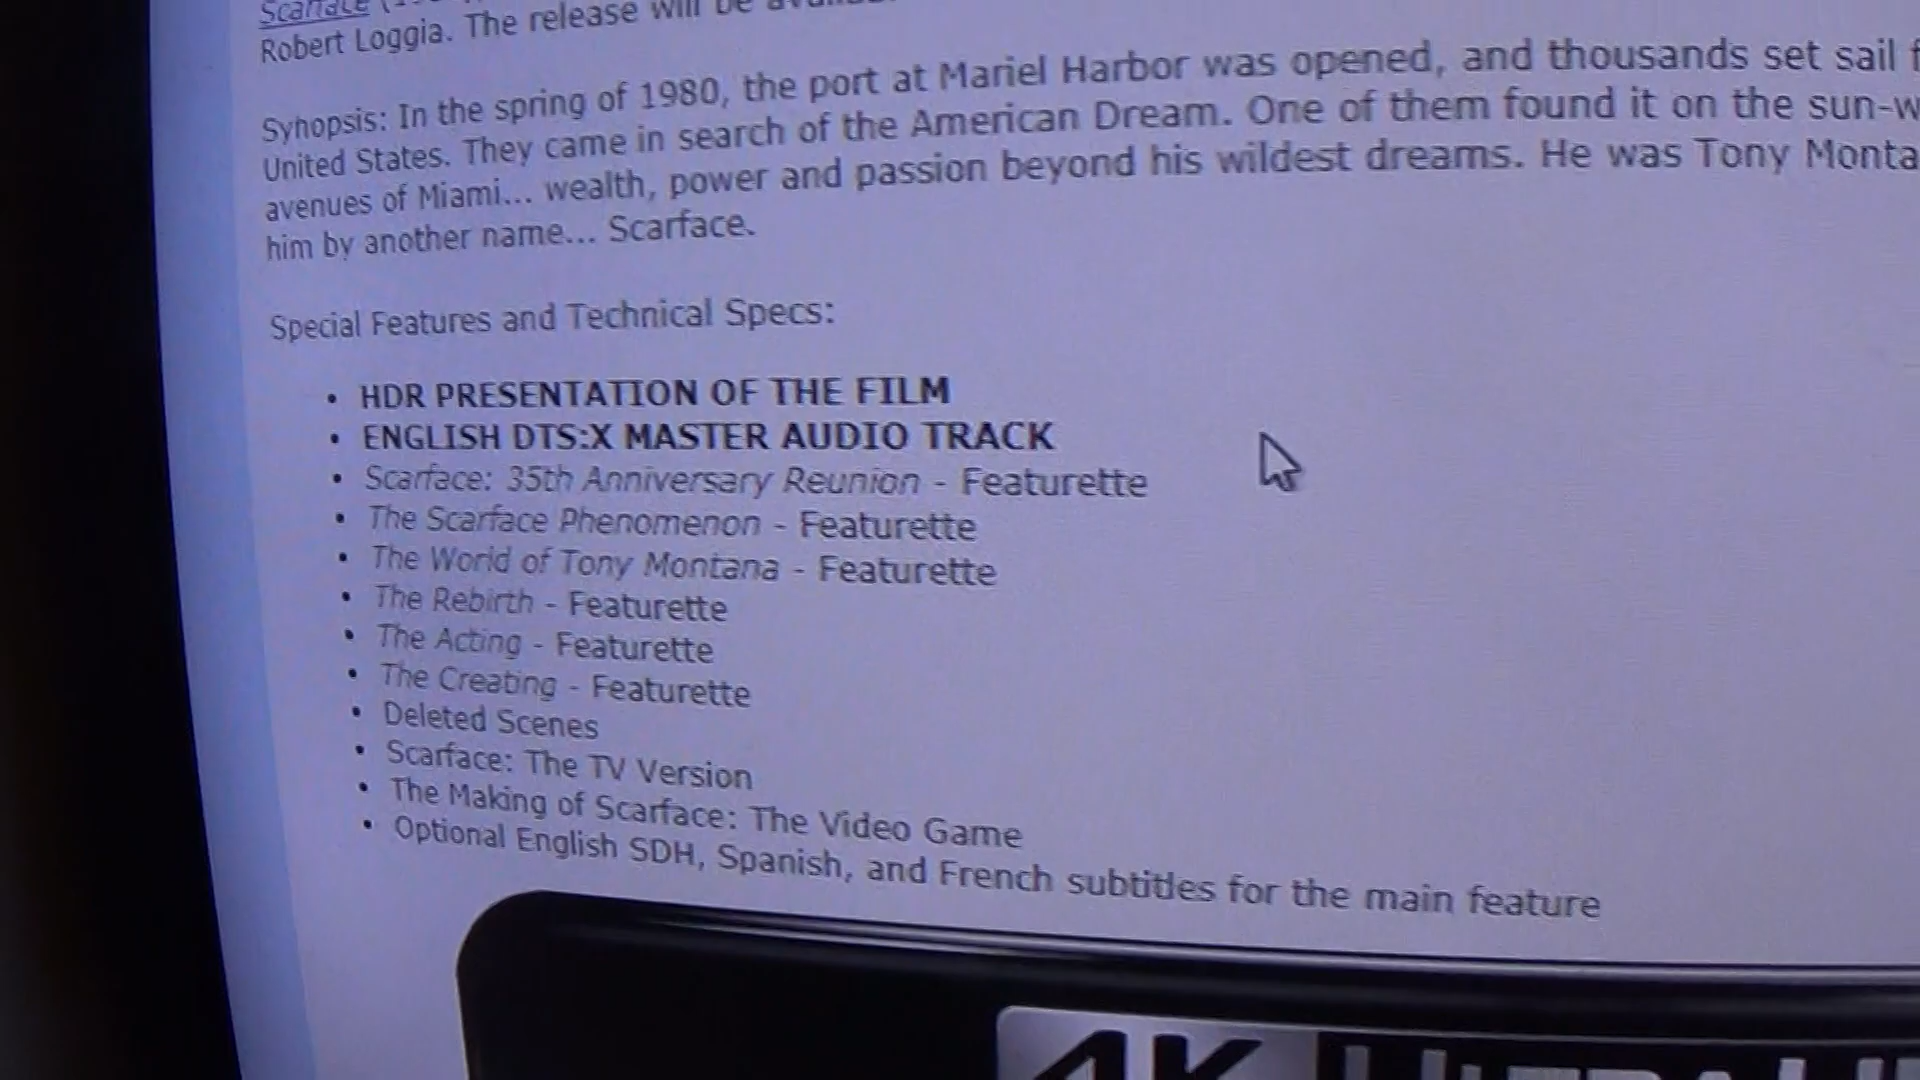 Scarface
Robert Loggia. The release will be
Synopsis: In the spring of 1980, the port at Mariel Harbor was opened, and thousands set sail
United States. They came in search of the American Dream. One of them found it on the sun-w
avenues of Miami... wealth, power and passion beyond his wildest dreams. He was Tony Monta
him by another name... Scarface.
Special Features and Technical Specs:
• HDR PRESENTATION OF THE FILM
• ENGLISH DTS:X MASTER AUDIO TRACK
• Scarface: 35th Anniversary Reunion - Featurette
• The Scarface Phenomenon - Featurette
• The World of Tony Montana - Featurette
• The Rebirth - Featurette
• The Acting - Featurette
• The Creating - Featurette
• Deleted Scenes
• Scarface: The TV Version
• The Making of Scarface: The Video Game
• Optional English SDH, Spanish, and French subtitles for the main feature
4K